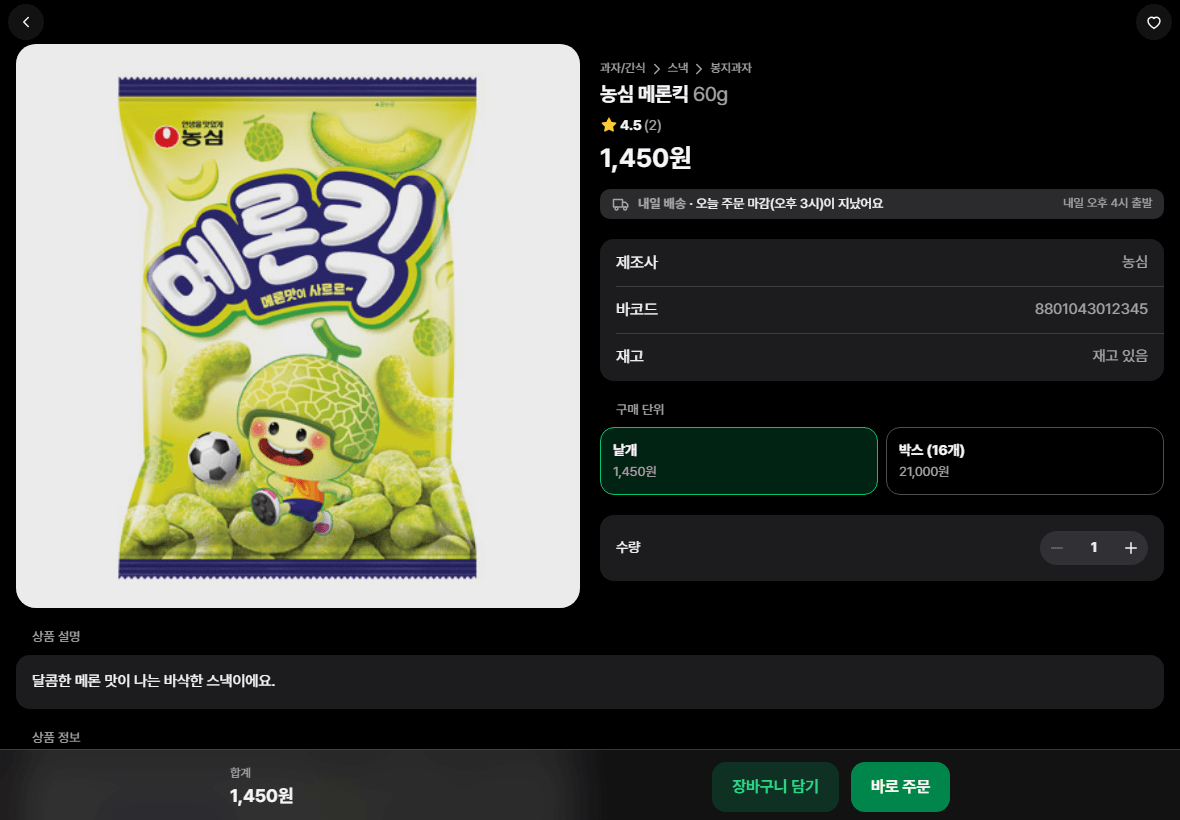 과자/간식 > 스낵 > 봉지과자
농심 메론킥 60g
4.5 (2)
1,450원
내일 배송 · 오늘 주문 마감(오후 3시)이 지났어요
내일 오후 4시 출발
제조사
농심
바코드
8801043012345
재고
재고 있음
구매 단위
낱개
1,450원
박스 (16개)
21,000원
수량
1
인생을 맛있게
농심
메론킥
메론맛이 사르르~
상품 설명
달콤한 메론 맛이 나는 바삭한 스낵이에요.
상품 정보
합계
1,450원
장바구니 담기
바로 주문